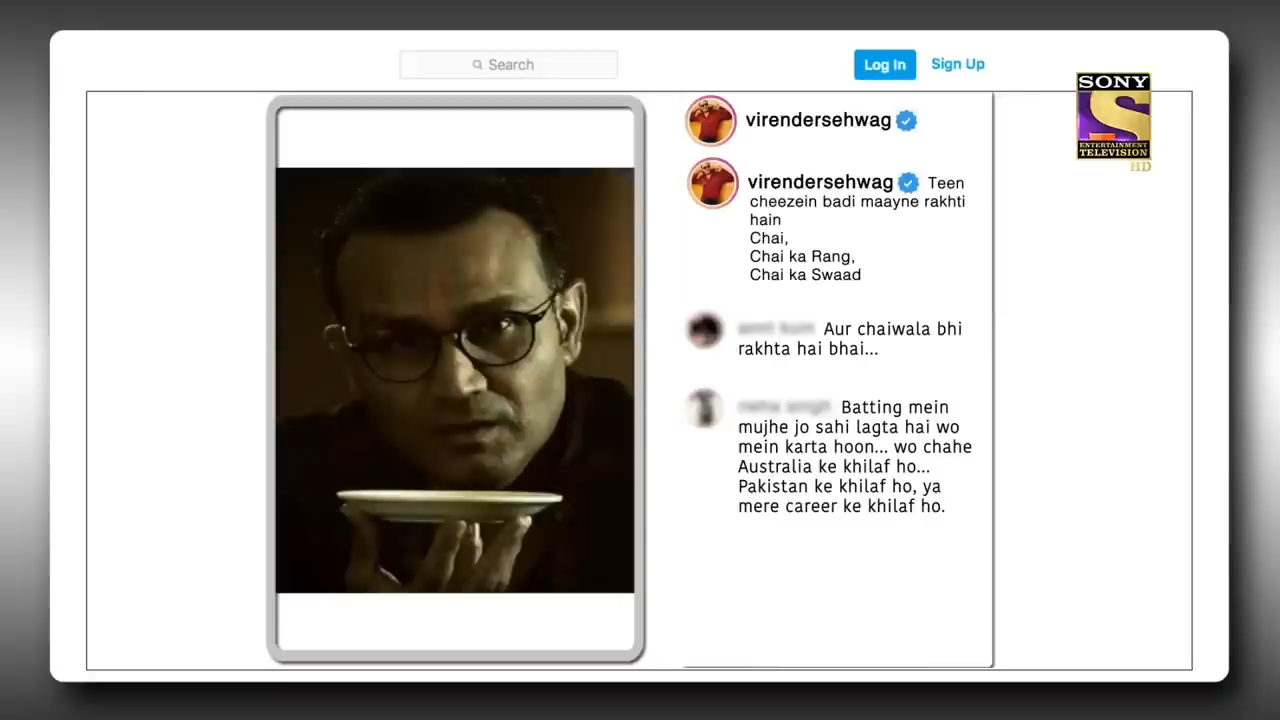 Search
Log In
Sign Up
SONY
ENTERTAINMENT
TELEVISION
HD
virendersehwag
virendersehwag Teen
cheezein badi maayne rakhti
hain
Chai,
Chai ka Rang,
Chai ka Swaad
Aur chaiwala bhi
rakhta hai bhai...
Batting mein
mujhe jo sahi lagta hai wo
mein karta hoon... wo chahe
Australia ke khilaf ho...
Pakistan ke khilaf ho, ya
mere career ke khilaf ho.